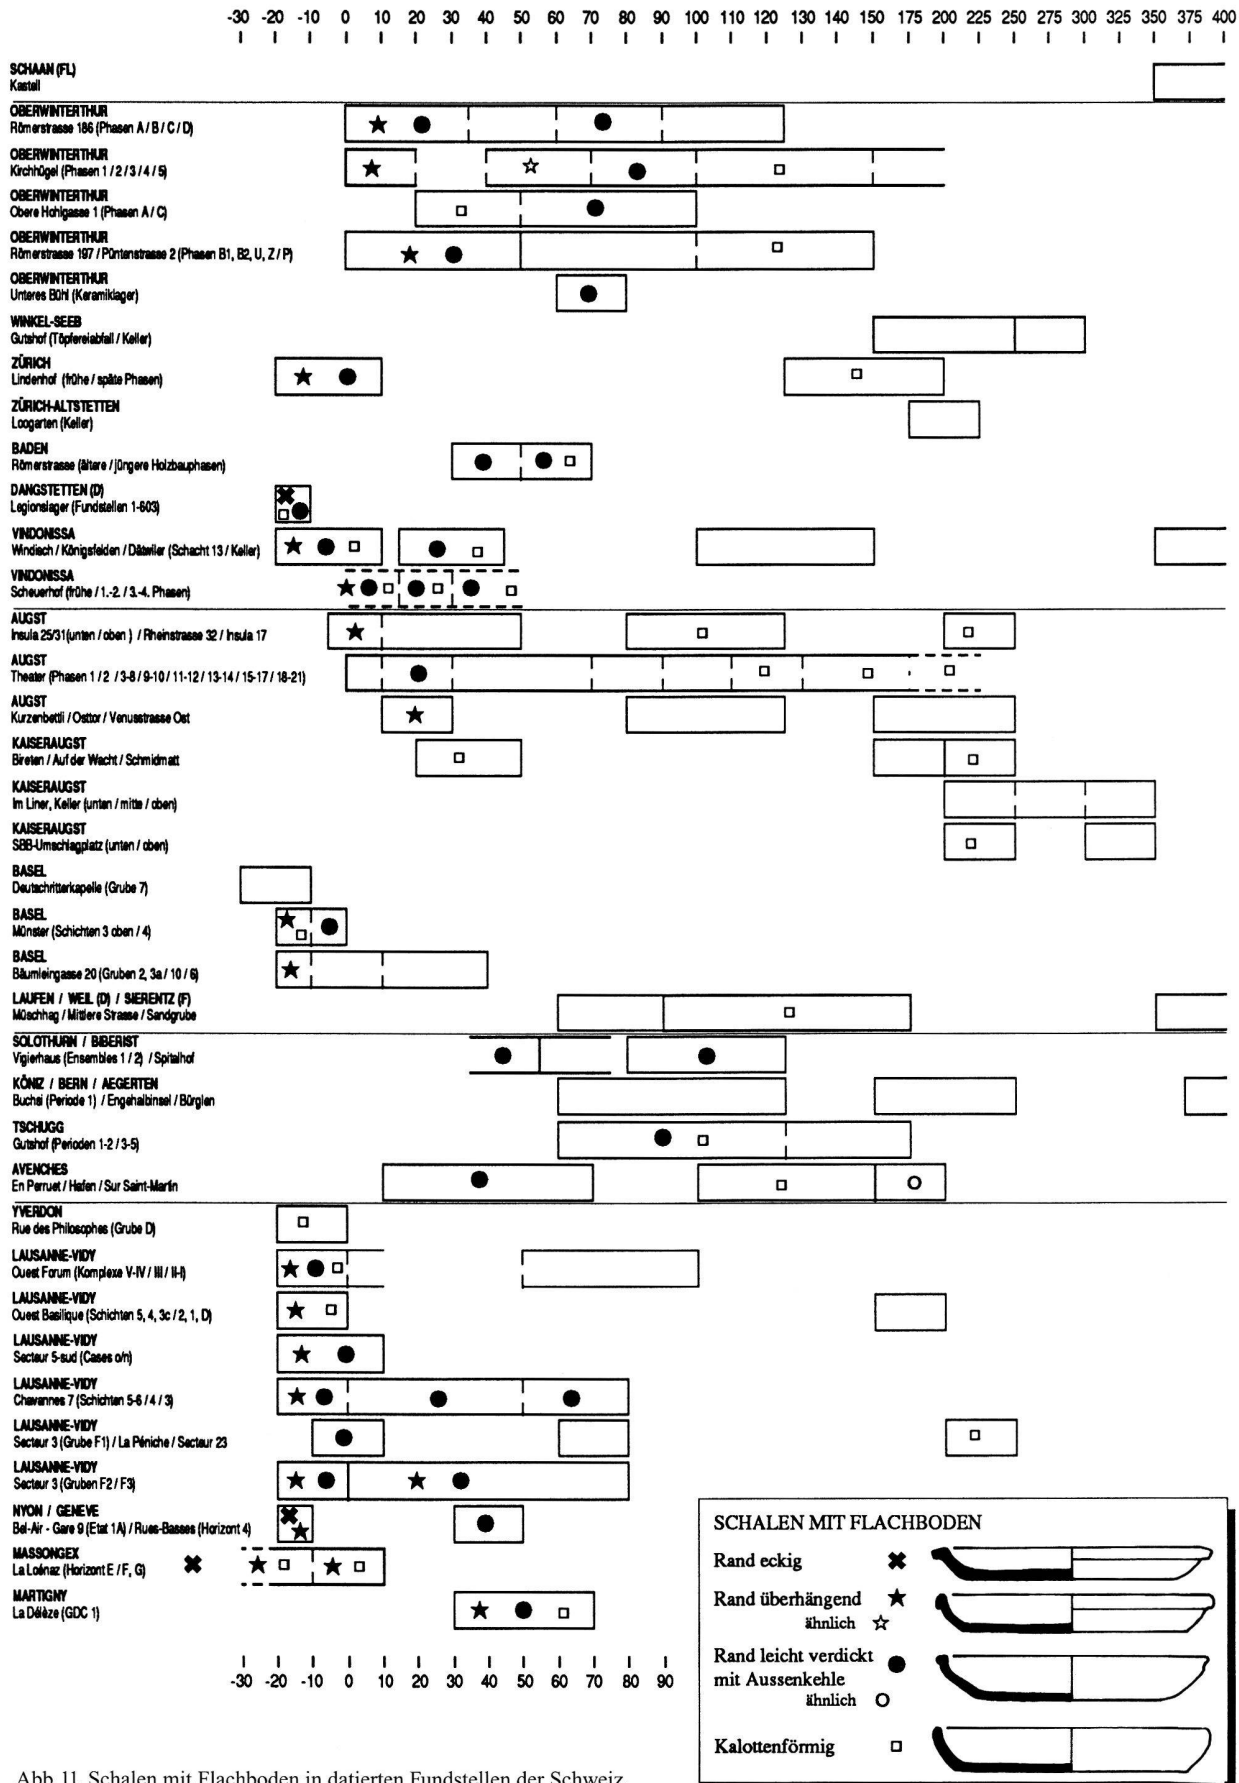 -30 -20 -10 0 10 20 30 40 50 60 70 80 90 100 110 120 130 140 150 175 200 225 250 275 300 325 350 375 400
SCHAAN (FL)
Kastell
OBERWINTERTHUR
Römerstrasse 186 (Phasen A / B / C / D)
OBERWINTERTHUR
Kirchhügel (Phasen 1 / 2 / 3 / 4 / 5)
OBERWINTERTHUR
Obere Hohlgasse 1 (Phasen A / C)
OBERWINTERTHUR
Römerstrasse 197 / Püntenstrasse 2 (Phasen B1, B2, U, Z / P)
OBERWINTERTHUR
Unteres Bühl (Keramiklager)
WINKEL-SEEB
Gutshof (Töpfereiabfall / Keller)
ZÜRICH
Lindenhof (frühe / späte Phasen)
ZÜRICH-ALTSTETTEN
Loogarten (Keller)
BADEN
Römerstrasse (ältere / jüngere Holzbauphasen)
DANGSTETTEN (D)
Legionslager (Fundstellen 1-603)
VINDONISSA
Windisch / Königsfelden / Dätwiler (Schacht 13 / Keller)
VINDONISSA
Scheuerhof (frühe / 1.-2. / 3.-4. Phasen)
AUGST
Insula 25/31(unten / oben ) / Rheinstrasse 32 / Insula 17
AUGST
Theater (Phasen 1 / 2 / 3-8 / 9-10 / 11-12 / 13-14 / 15-17 / 18-21)
AUGST
Kurzenbettli / Osttor / Venusstrasse Ost
KAISERAUGST
Bireten / Auf der Wacht / Schmidmatt
KAISERAUGST
Im Liner, Keller (unten / mitte / oben)
KAISERAUGST
SBB-Umschlagplatz (unten / oben)
BASEL
Deutschritterkapelle (Grube 7)
BASEL
Münster (Schichten 3 oben / 4)
BASEL
Bäumleingasse 20 (Gruben 2, 3a / 10 / 6)
LAUFEN / WEIL (D) / SIERENTZ (F)
Müschhag / Mittlere Strasse / Sandgrube
SOLOTHURN / BIBERIST
Vigierhaus (Ensembles 1 / 2) / Spitalhof
KÖNIZ / BERN / AEGERTEN
Buchsi (Periode 1) / Engehalbinsel / Bürglen
TSCHUGG
Gutshof (Perioden 1-2 / 3-5)
AVENCHES
En Perruet / Hafen / Sur Saint-Martin
YVERDON
Rue des Philosophes (Grube D)
LAUSANNE-VIDY
Ouest Forum (Komplexe V-IV / III / II-I)
LAUSANNE-VIDY
Ouest Basilique (Schichten 5, 4, 3c / 2, 1, D)
LAUSANNE-VIDY
Secteur 5-sud (Cases o/n)
LAUSANNE-VIDY
Chavannes 7 (Schichten 5-6 / 4 / 3)
LAUSANNE-VIDY
Secteur 3 (Grube F1) / La Péniche / Secteur 23
LAUSANNE-VIDY
Secteur 3 (Gruben F2 / F3)
NYON / GENEVE
Bel-Air - Gare 9 (Etat 1A) / Rues-Basses (Horizont 4)
MASSONGEX
La Loénaz (Horizont E / F, G)
MARTIGNY
La Délèze (GDC 1)
-30 -20 -10 0 10 20 30 40 50 60 70 80 90
SCHALEN MIT FLACHBODEN
Rand eckig
Rand überhängend
ähnlich
Rand leicht verdickt
mit Aussenkehle
ähnlich
Kalottenförmig
Abb. 11 Schalen mit Flachboden in datierten Fundstellen der Schweiz